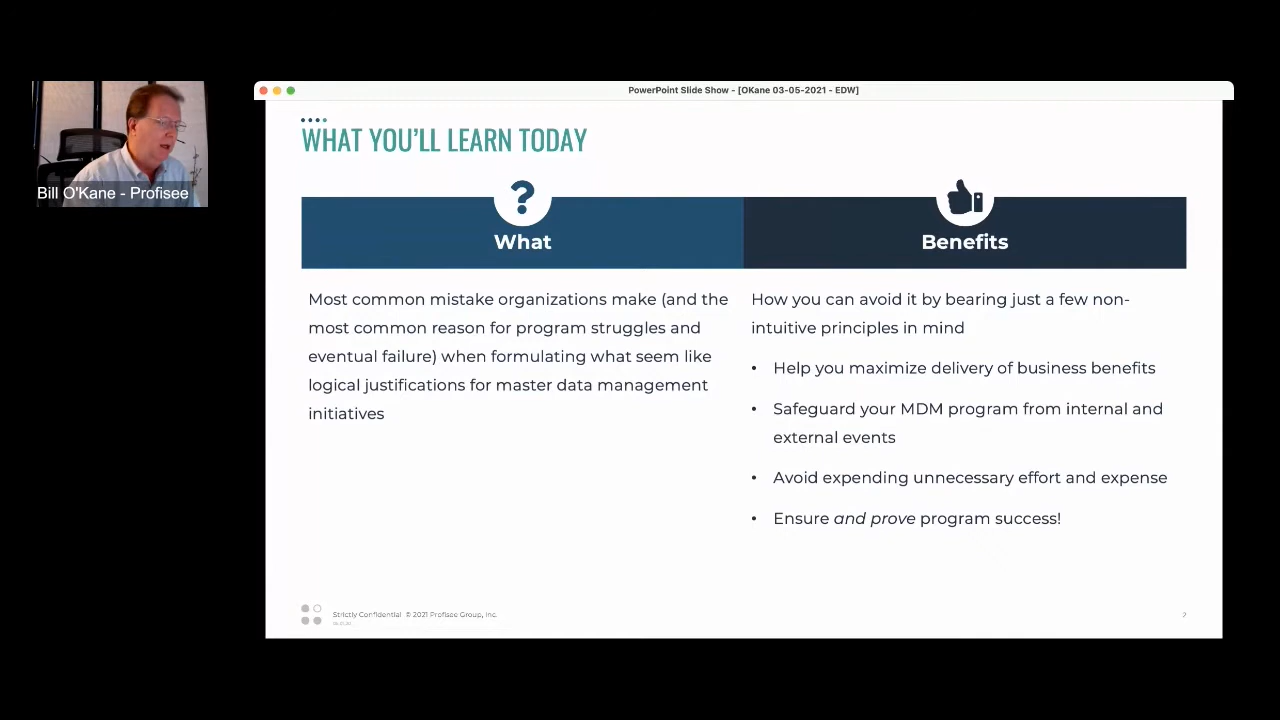 PowerPoint Slide Show - [OKane 03-05-2021 - EDW]
WHAT YOU'LL LEARN TODAY
Bill O'Kane - Profisee
?
What
Benefits
Most common mistake organizations make (and the
most common reason for program struggles and
eventual failure) when formulating what seem like
logical justifications for master data management
initiatives
How you can avoid it by bearing just a few non-
intuitive principles in mind
• Help you maximize delivery of business benefits
• Safeguard your MDM program from internal and
external events
• Avoid expending unnecessary effort and expense
• Ensure and prove program success!
Strictly Confidential © 2021 Profisee Group, Inc.
2